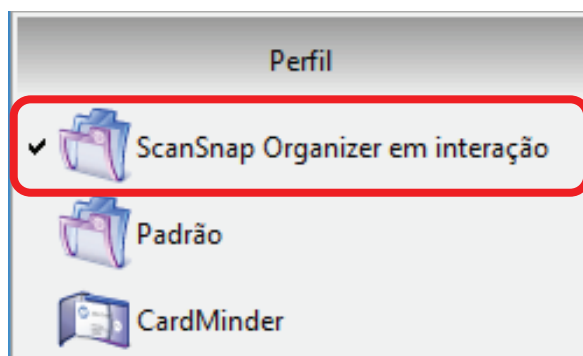 Perfil
ScanSnap Organizer em interação
Padrão
CardMinder